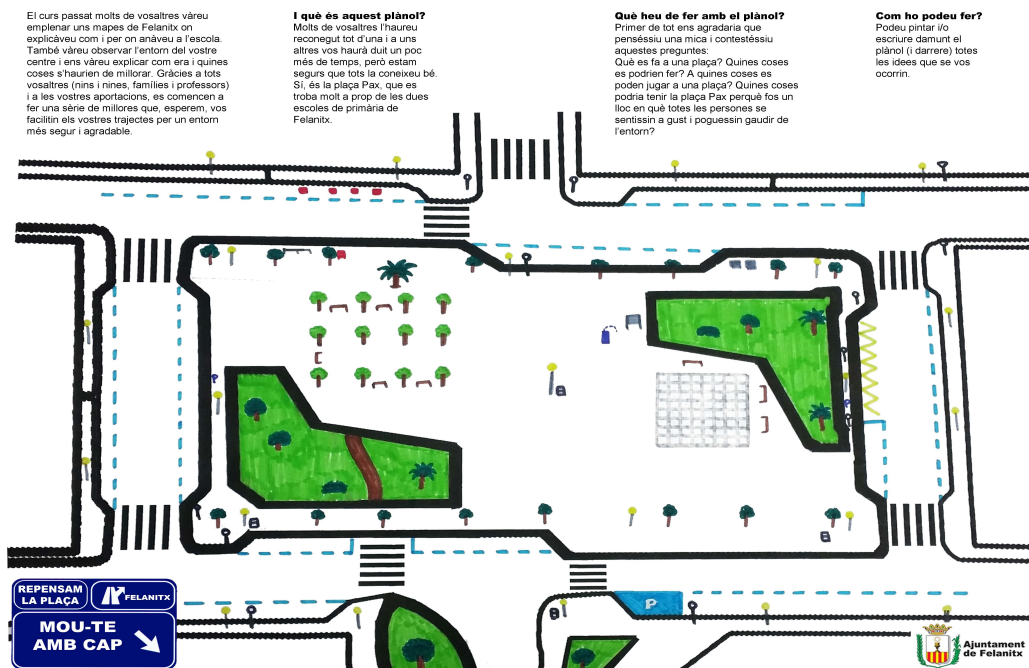 El curs passat molts de vosaltres vàreu
emplenar uns mapes de Felanitx on
explicàveu com i per on anàveu a l'escola.
També vàreu observar l'entorn del vostre
centre i ens vàreu explicar com era i quines
coses s'haurien de millorar. Gràcies a tots
vosaltres (nins i nines, famílies i professors)
i a les vostres aportacions, es comencen a
fer una sèrie de millores que, esperem, vos
facilitin els vostres trajectes per un entorn
més segur i agradable.
I què és aquest plànol?
Molts de vosaltres l'haureu
reconegut tot d'una i a uns
altres vos haurà duit un poc
més de temps, però estam
segurs que tots la coneixeu bé.
Sí, és la plaça Pax, que es
troba molt a prop de les dues
escoles de primària de
Felanitx.
Què heu de fer amb el plànol?
Primer de tot ens agradaria que
penséssiu una mica i contestéssiu
aquestes preguntes:
Què es fa a una plaça? Quines coses
es podrien fer? A quines coses es
poden jugar a una plaça? Quines coses
podria tenir la plaça Pax perquè fos un
lloc en què totes les persones se
sentissin a gust i poguessin gaudir de
l'entorn?
Com ho podeu fer?
Podeu pintar i/o
escriure damunt el
plànol (i darrere) totes
les idees que se vos
ocorrin.
P
REPENSAM
LA PLAÇA
FELANITX
MOU-TE
AMB CAP
Ajuntament
de Felanitx